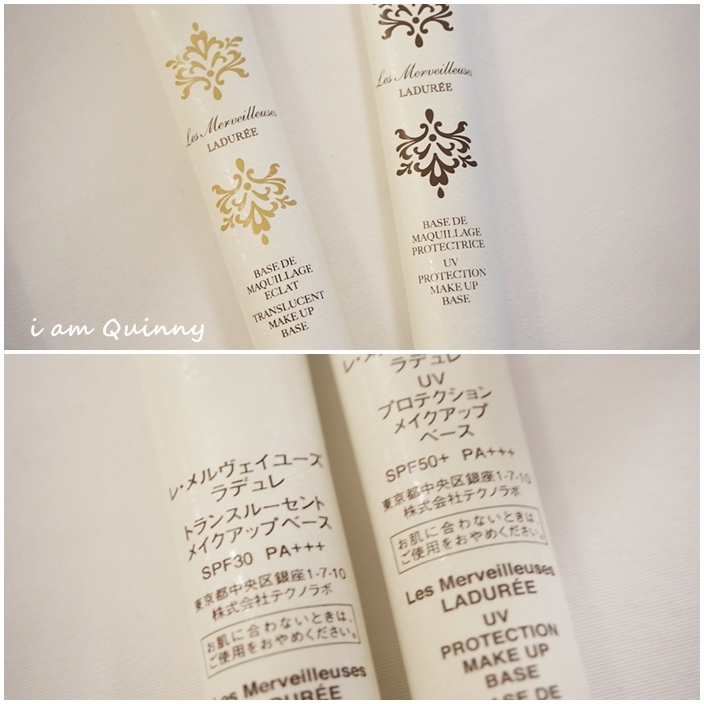 Les Merveilleuses
LADURÉE
BASE DE
MAQUILLAGE
ECLAT
TRANSLUCENT
MAKE UP
BASE
Les Merveilleuses
LADURÉE
BASE DE
MAQUILLAGE
PROTECTRICE
UV
PROTECTION
MAKE UP
BASE
i am Quinny
レ・メルヴェイユーズ
ラデュレ
トランスルーセント
メイクアップベース
SPF30 PA+++
東京都中央区銀座1-7-10
株式会社テクノラボ
お肌に合わないときは、
ご使用をおやめください。
Les Merveilleuses
LADURÉE
ラデュレ
UV
プロテクション
メイクアップ
ベース
SPF50+ PA+++
東京都中央区銀座1-7-10
株式会社テクノラボ
お肌に合わないときは、
ご使用をおやめください。
Les Merveilleuses
LADURÉE
UV
PROTECTION
MAKE UP
BASE
BASE DE